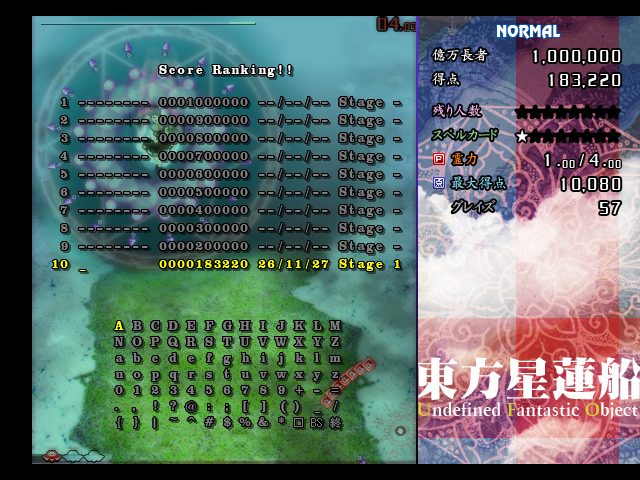 04.03
Score Ranking!!
1 -------- 0001000000 --/--/-- Stage -
2 -------- 0000900000 --/--/-- Stage -
3 -------- 0000800000 --/--/-- Stage -
4 -------- 0000700000 --/--/-- Stage -
5 -------- 0000600000 --/--/-- Stage -
6 -------- 0000500000 --/--/-- Stage -
7 -------- 0000400000 --/--/-- Stage -
8 -------- 0000300000 --/--/-- Stage -
9 -------- 0000200000 --/--/-- Stage -
10 _ 0000183220 26/11/27 Stage 1
A B C D E F G H I J K L M
N O P Q R S T U V W X Y Z
a b c d e f g h i j k l m
n o p q r s t u v w x y z
0 1 2 3 4 5 6 7 8 9 + - =
. , ! ? @ : ; [ ] ( ) _ /
{ } | ~ ^ # $ % & * □ BS 終
NORMAL
億万長者 1,000,000
得点 183,220
残り人数
スペルカード
P 霊力 1.00/4.00
点 最大得点 10,080
グレイズ 57
東方星蓮船
Undefined Fantastic Object